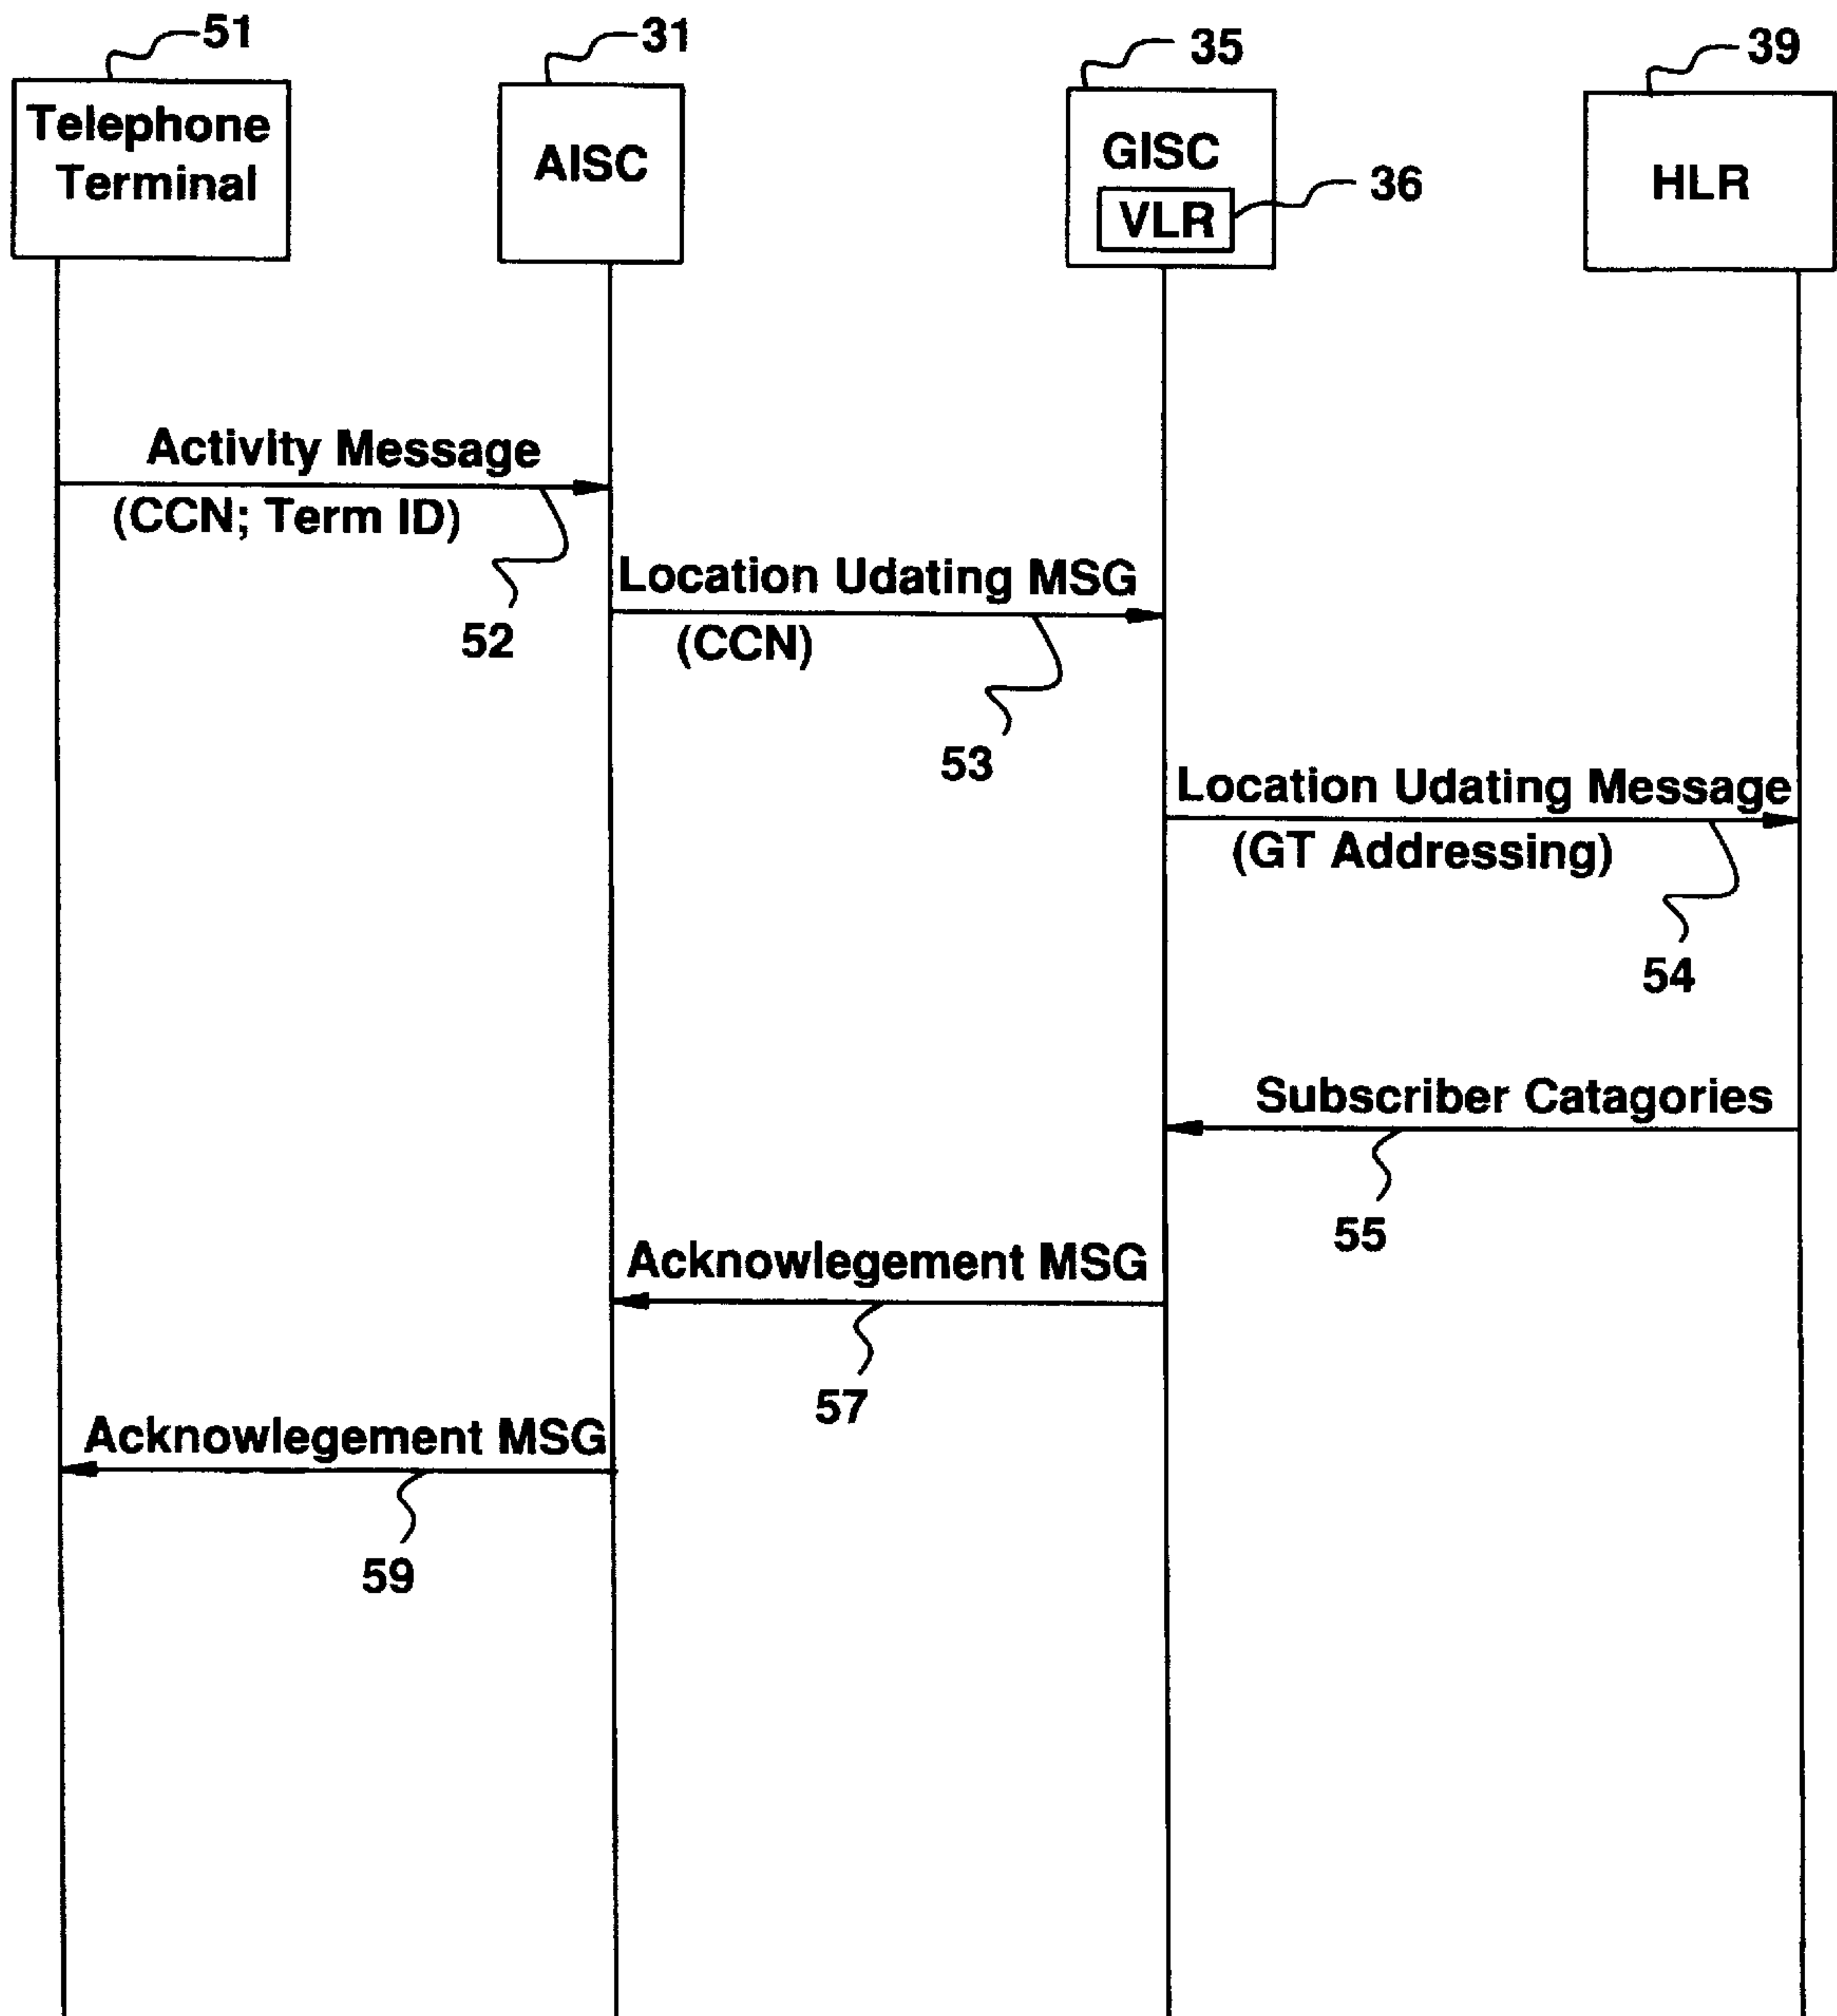 51
31
35
39
Telephone
Terminal
AISC
GISC
VLR
36
HLR
Activity Message
(CCN; Term ID)
52
Location Udating MSG
(CCN)
53
Location Udating Message
(GT Addressing)
54
Subscriber Catagories
55
Acknowlegement MSG
57
Acknowlegement MSG
59